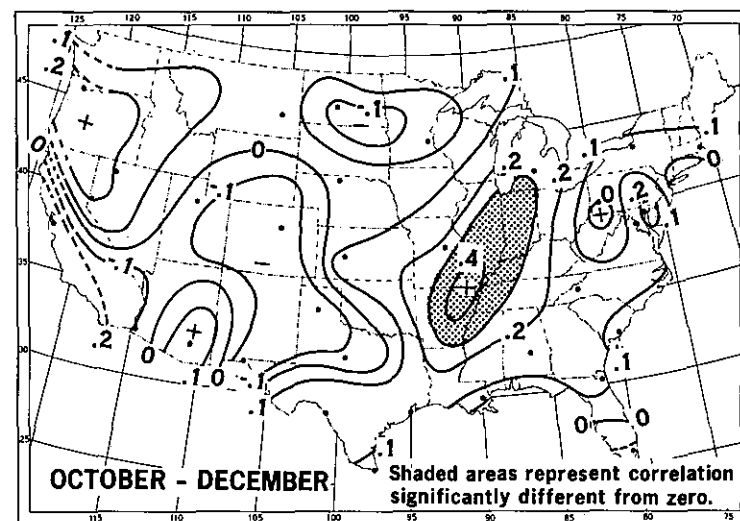 125 120 115 110 105 100 95 90 85 80 75 70
.1
.2 .1
45
.1 .1
0 .2 .2 .1 0
40 0 .2
-.1 .1
35 .4
-.1
.2 .2
30 0 -.1 0 -.1 .1
.1
0 0
25 .1
OCTOBER - DECEMBER
Shaded areas represent correlation
significantly different from zero.
115 110 105 100 95 90 85 80 75